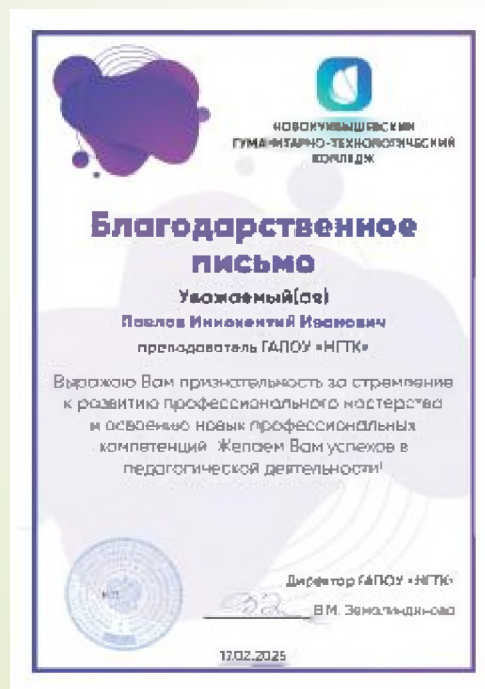 НОВОКУЙБЫШЕВСКИЙ
ГУМАНИТАРНО-ТЕХНОЛОГИЧЕСКИЙ
КОЛЛЕДЖ
Благодарственное
письмо
Уважаемый(ая)
Павлов Иннокентий Иванович
преподаватель ГАПОУ «НГТК»
Выражаю Вам признательность за стремление
к развитию профессионального мастерства
и освоению новых профессиональных
компетенций. Желаем Вам успехов в
педагогической деятельности!
Директор ГАПОУ «НГТК»
В.М.
17.02.2025